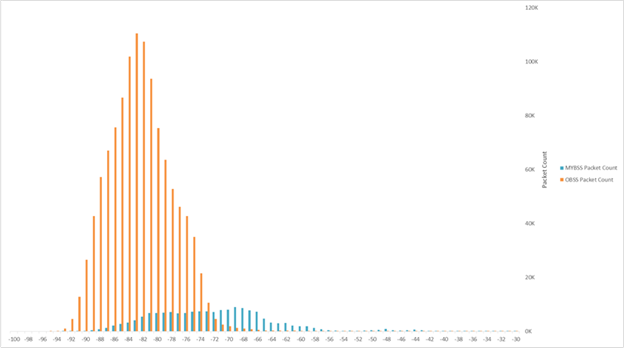 120K
100K
80K
60K
40K
20K
0K
Packet Count
MYBSS Packet Count
OBSS Packet Count
-100 -98 -96 -94 -92 -90 -88 -86 -84 -82 -80 -78 -76 -74 -72 -70 -68 -66 -64 -62 -60 -58 -56 -54 -52 -50 -48 -46 -44 -42 -40 -38 -36 -34 -32 -30